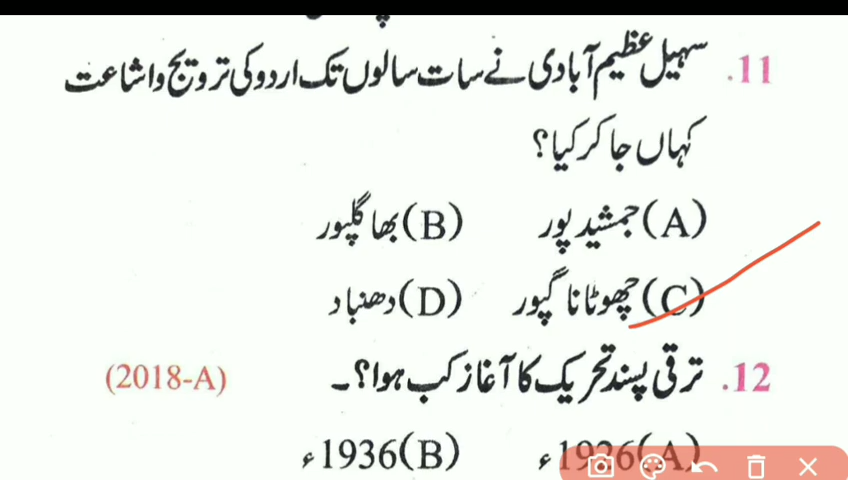 11. سہیل عظیم آبادی نے سات سالوں تک اردو کی ترویج و اشاعت
کہاں جا کر کیا؟
(A) جمشید پور (B) بھاگلپور
(C) چھوٹا ناگپور (D) دھنباد
12. ترقی پسند تحریک کا آغاز کب ہوا؟۔ (2018-A)
(A) 1926ء (B) 1936ء